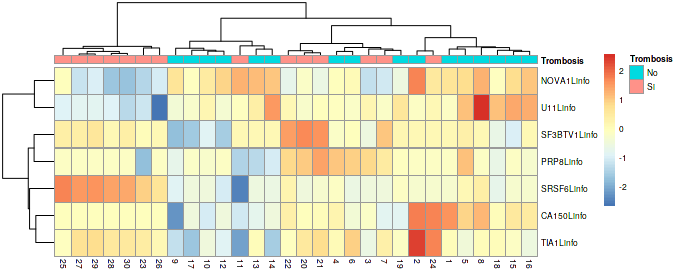 Trombosis
Trombosis
No
SI
2
1
0
-1
-2
NOVA1Linfo
U11Linfo
SF3BTV1Linfo
PRP8Linfo
SRSF6Linfo
CA150Linfo
TIA1Linfo
25 27 29 28 30 23 26 9 17 10 12 11 13 14 22 20 21 4 6 3 7 19 2 24 1 5 8 18 15 16